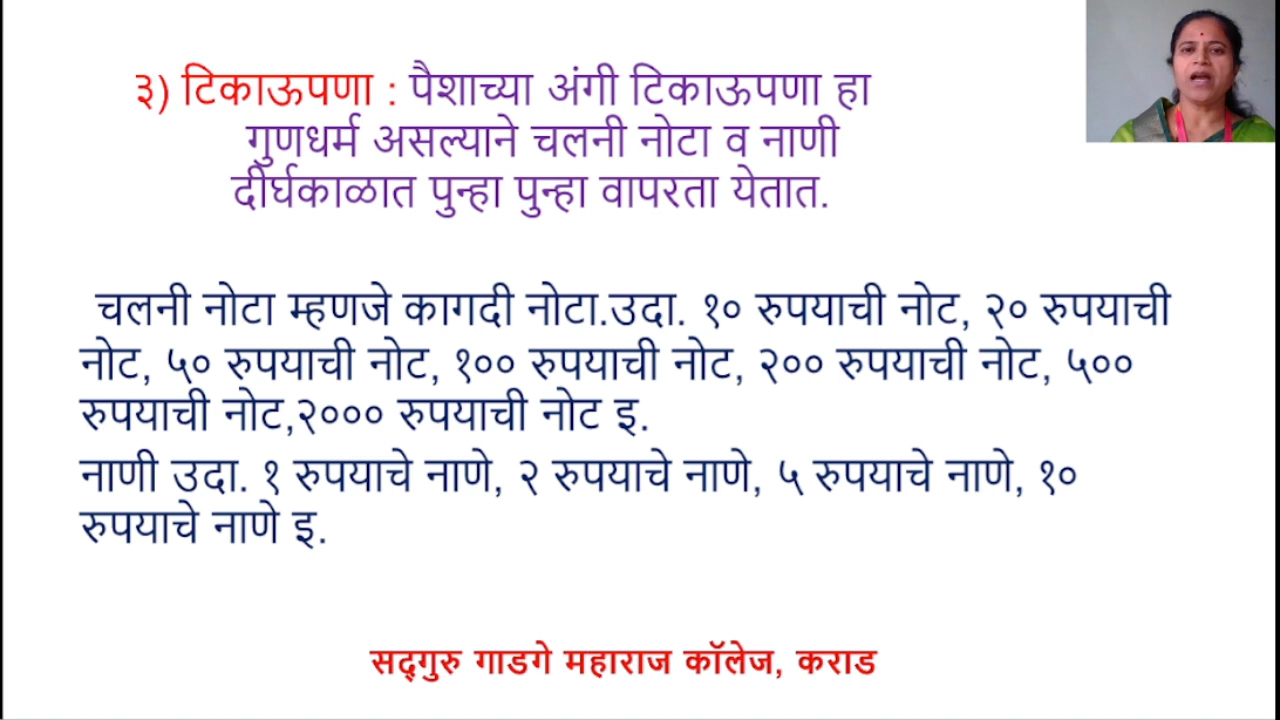 ३) टिकाऊपणा : पैशाच्या अंगी टिकाऊपणा हा
गुणधर्म असल्याने चलनी नोटा व नाणी
दीर्घकाळात पुन्हा पुन्हा वापरता येतात.
चलनी नोटा म्हणजे कागदी नोटा.उदा. १० रुपयाची नोट, २० रुपयाची
नोट, ५० रुपयाची नोट, १०० रुपयाची नोट, २०० रुपयाची नोट, ५००
रुपयाची नोट,२००० रुपयाची नोट इ.
नाणी उदा. १ रुपयाचे नाणे, २ रुपयाचे नाणे, ५ रुपयाचे नाणे, १०
रुपयाचे नाणे इ.
सद्गुरु गाडगे महाराज कॉलेज, कराड